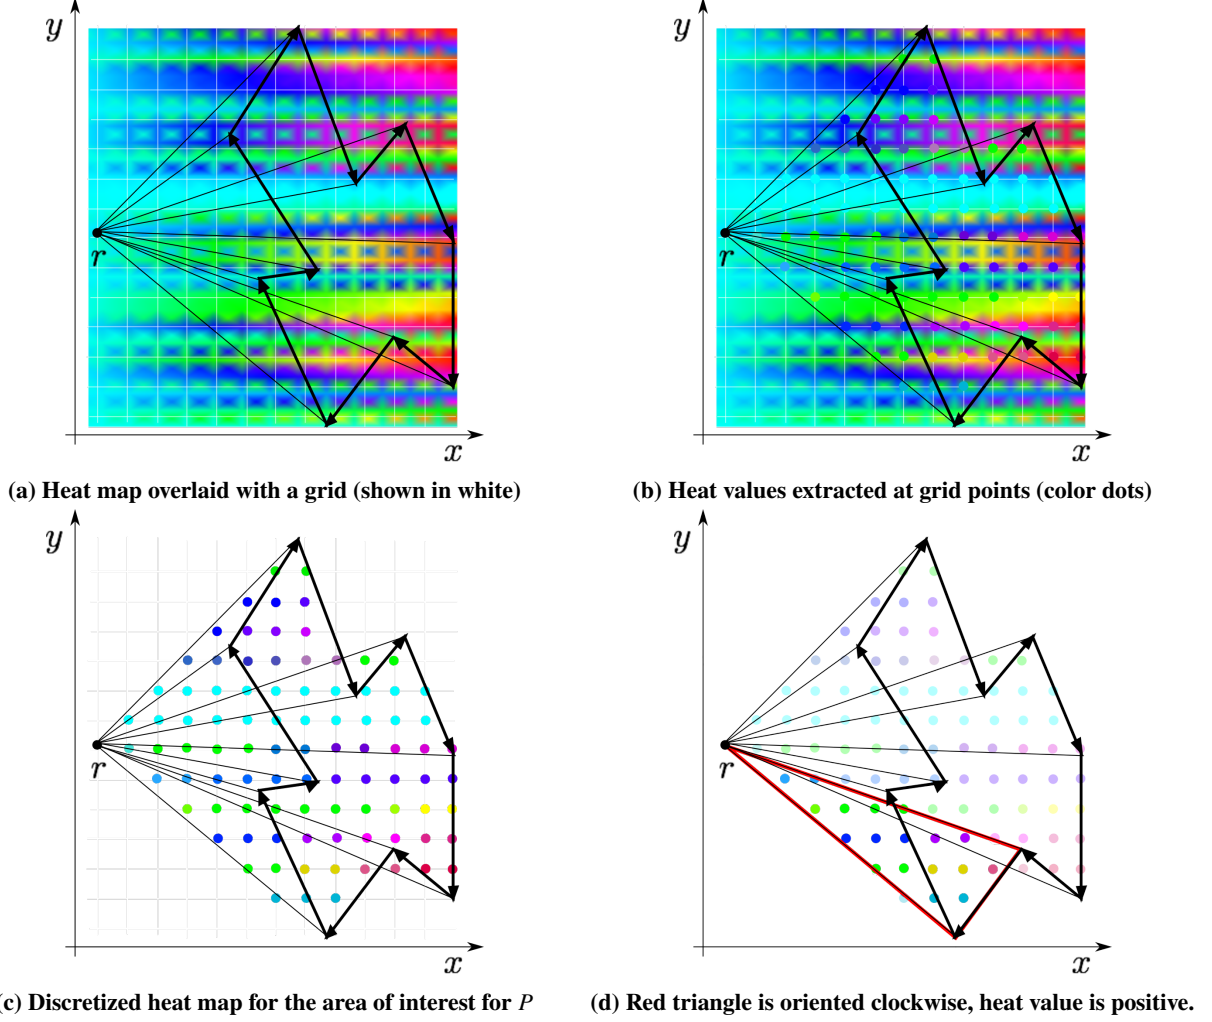 y y
r r
x x
(a) Heat map overlaid with a grid (shown in white) (b) Heat values extracted at grid points (color dots)
y y
r r
x x
(c) Discretized heat map for the area of interest for P (d) Red triangle is oriented clockwise, heat value is positive.